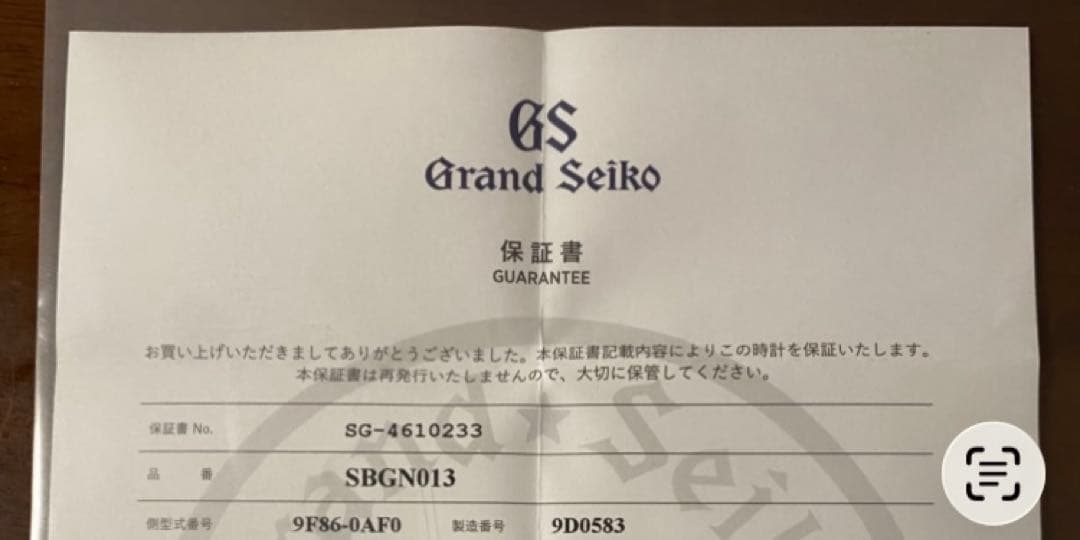 GS
Grand Seiko
保証書
GUARANTEE
お買い上げいただきましてありがとうございました。本保証書記載内容によりこの時計を保証いたします。
本保証書は再発行いたしませんので、大切に保管してください。
保証書 No. SG-4610233
品 番 SBGN013
側型式番号 9F86-0AF0 製造番号 9D0583